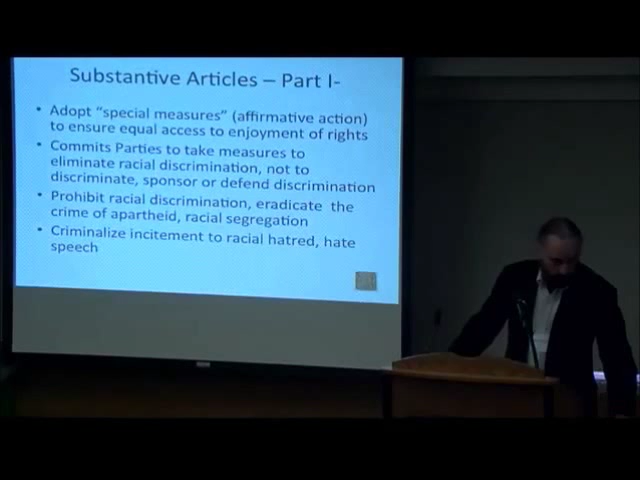 Substantive Articles – Part I-
• Adopt “special measures” (affirmative action)
to ensure equal access to enjoyment of rights
• Commits Parties to take measures to
eliminate racial discrimination, not to
discriminate, sponsor or defend discrimination
• Prohibit racial discrimination, eradicate the
crime of apartheid, racial segregation
• Criminalize incitement to racial hatred, hate
speech